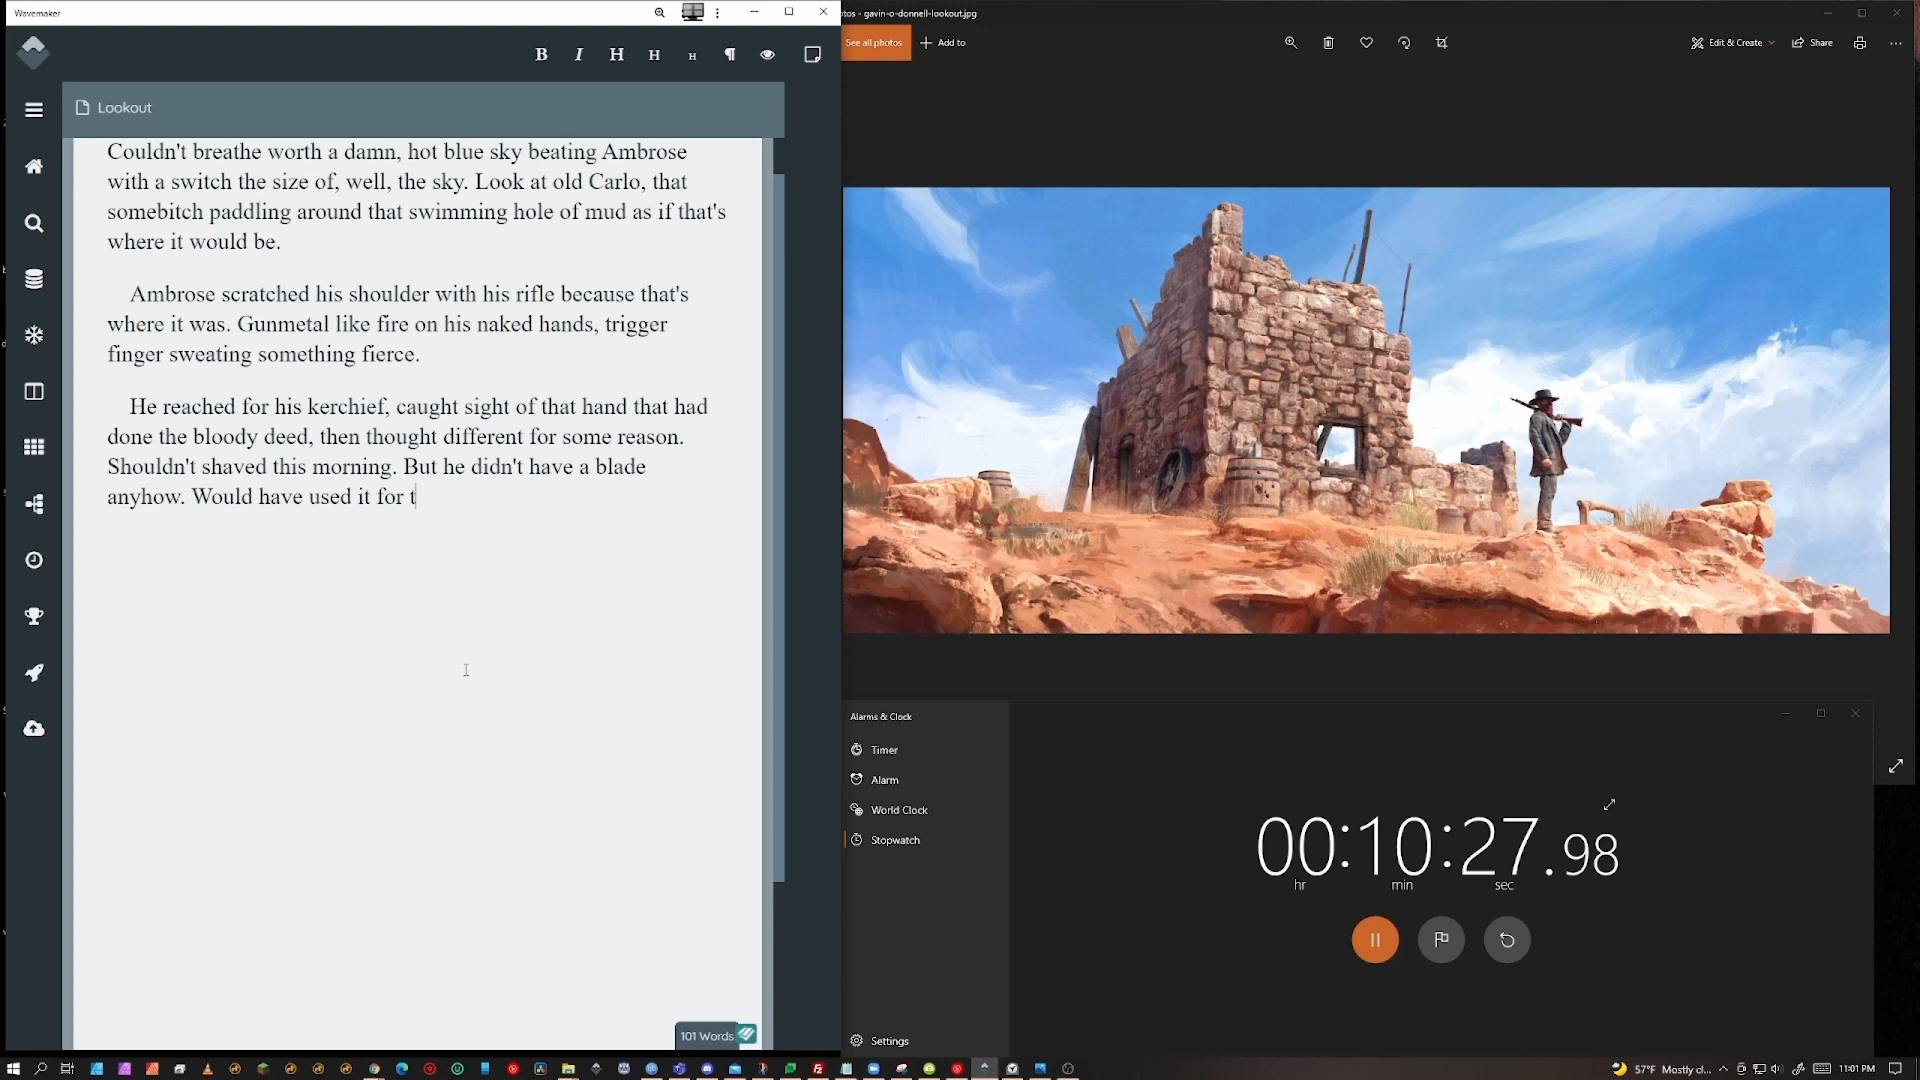 Wavemaker
B I H H H ¶
Lookout
Couldn't breathe worth a damn, hot blue sky beating Ambrose
with a switch the size of, well, the sky. Look at old Carlo, that
somebitch paddling around that swimming hole of mud as if that's
where it would be.
Ambrose scratched his shoulder with his rifle because that's
where it was. Gunmetal like fire on his naked hands, trigger
finger sweating something fierce.
He reached for his kerchief, caught sight of that hand that had
done the bloody deed, then thought different for some reason.
Shouldn't shaved this morning. But he didn't have a blade
anyhow. Would have used it for t
101 Words
tos - gavin-o-donnell-lookout.jpg
See all photos
Add to
Edit & Create
Share
Alarms & Clock
Timer
Alarm
World Clock
Stopwatch
Settings
00:10:27.98
hr min sec
57°F Mostly cl... 11:01 PM